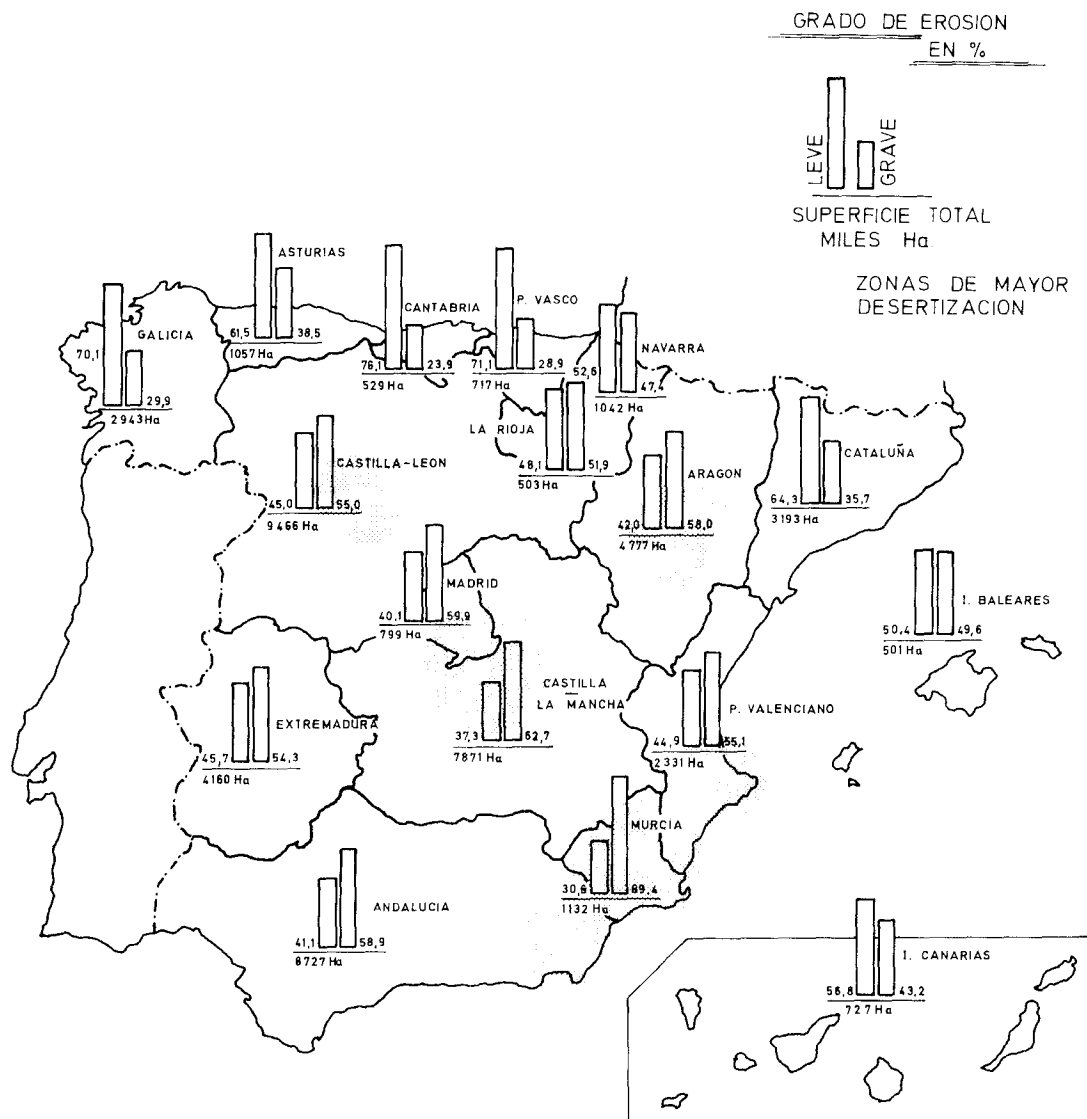 GRADO DE EROSION
EN %
LEVE
GRAVE
SUPERFICIE TOTAL
MILES Ha
ZONAS DE MAYOR
DESERTIZACION
ASTURIAS
61,5 38,5
1057 Ha
CANTABRIA
76,1 23,9
529 Ha
P. VASCO
71,1 28,9
717 Ha
GALICIA
70,1
29,9
2943 Ha
NAVARRA
52,6
47,4
1042 Ha
LA RIOJA
48,1 51,9
503 Ha
CASTILLA-LEON
45,0 55,0
9466 Ha
ARAGON
42,0 58,0
4777 Ha
CATALUÑA
64,3 35,7
3193 Ha
MADRID
40,1 59,9
799 Ha
I. BALEARES
50,4 49,6
501 Ha
CASTILLA
LA MANCHA
37,3 62,7
7871 Ha
EXTREMADURA
45,7 54,3
4160 Ha
P. VALENCIANO
44,9 55,1
2331 Ha
MURCIA
30,6 69,4
1132 Ha
ANDALUCIA
41,1 58,9
8727 Ha
I. CANARIAS
56,8 43,2
727 Ha